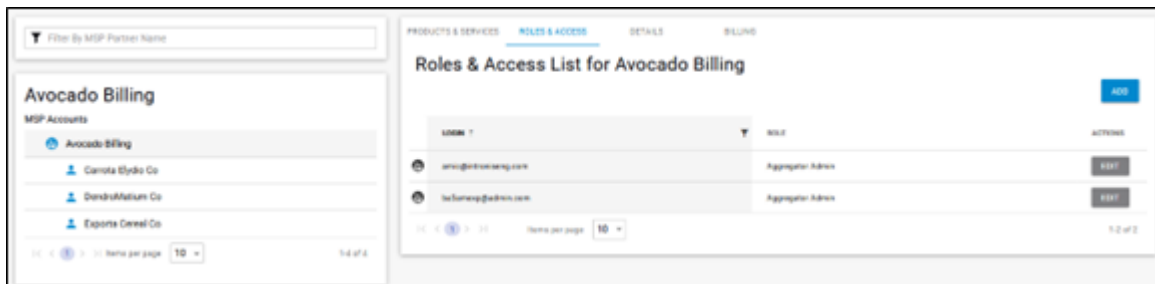 Filter By MSP Partner Name
Avocado Billing
MSP Accounts
Avocado Billing
Carrota Elydio Co
DendroMatium Co
Exports Cereal Co
Items per page 10
1-4 of 4
PRODUCTS & SERVICES ROLES & ACCESS DETAILS BILLING
Roles & Access List for Avocado Billing
ADD
LOGIN ↑ ROLE ACTIONS
Aggregator Admin EDIT
Aggregator Admin EDIT
1 Items per page 10 1-2 of 2